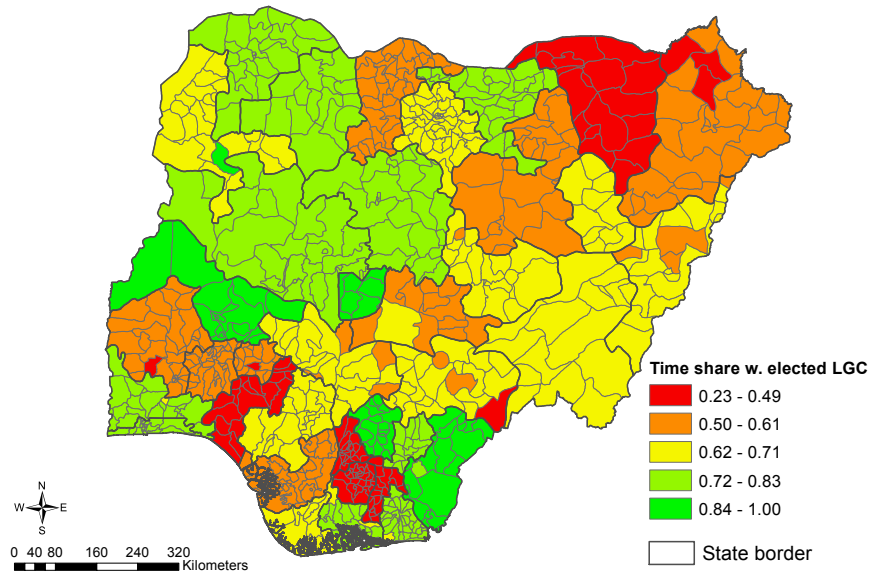 Time share w. elected LGC
0.23 - 0.49
0.50 - 0.61
0.62 - 0.71
0.72 - 0.83
0.84 - 1.00
State border
N
W E
S
0 40 80 160 240 320
Kilometers